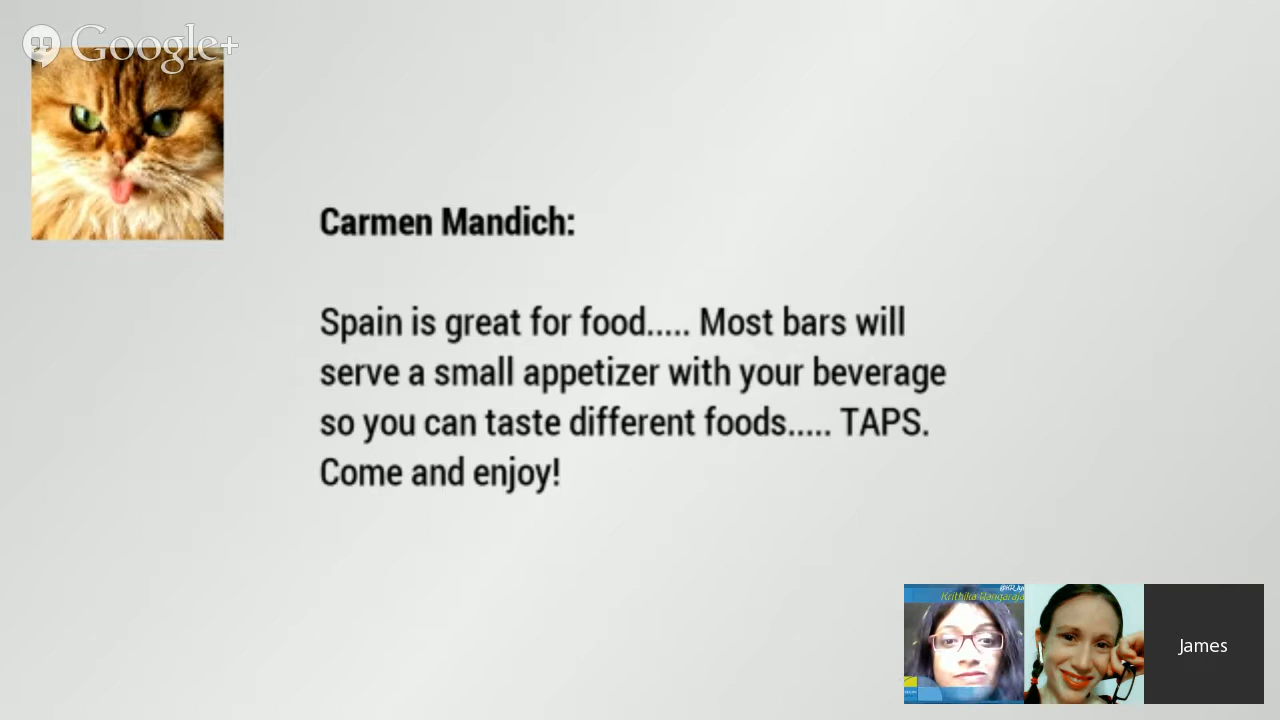 Google+
Carmen Mandich:
Spain is great for food..... Most bars will
serve a small appetizer with your beverage
so you can taste different foods..... TAPS.
Come and enjoy!
Krithika
James